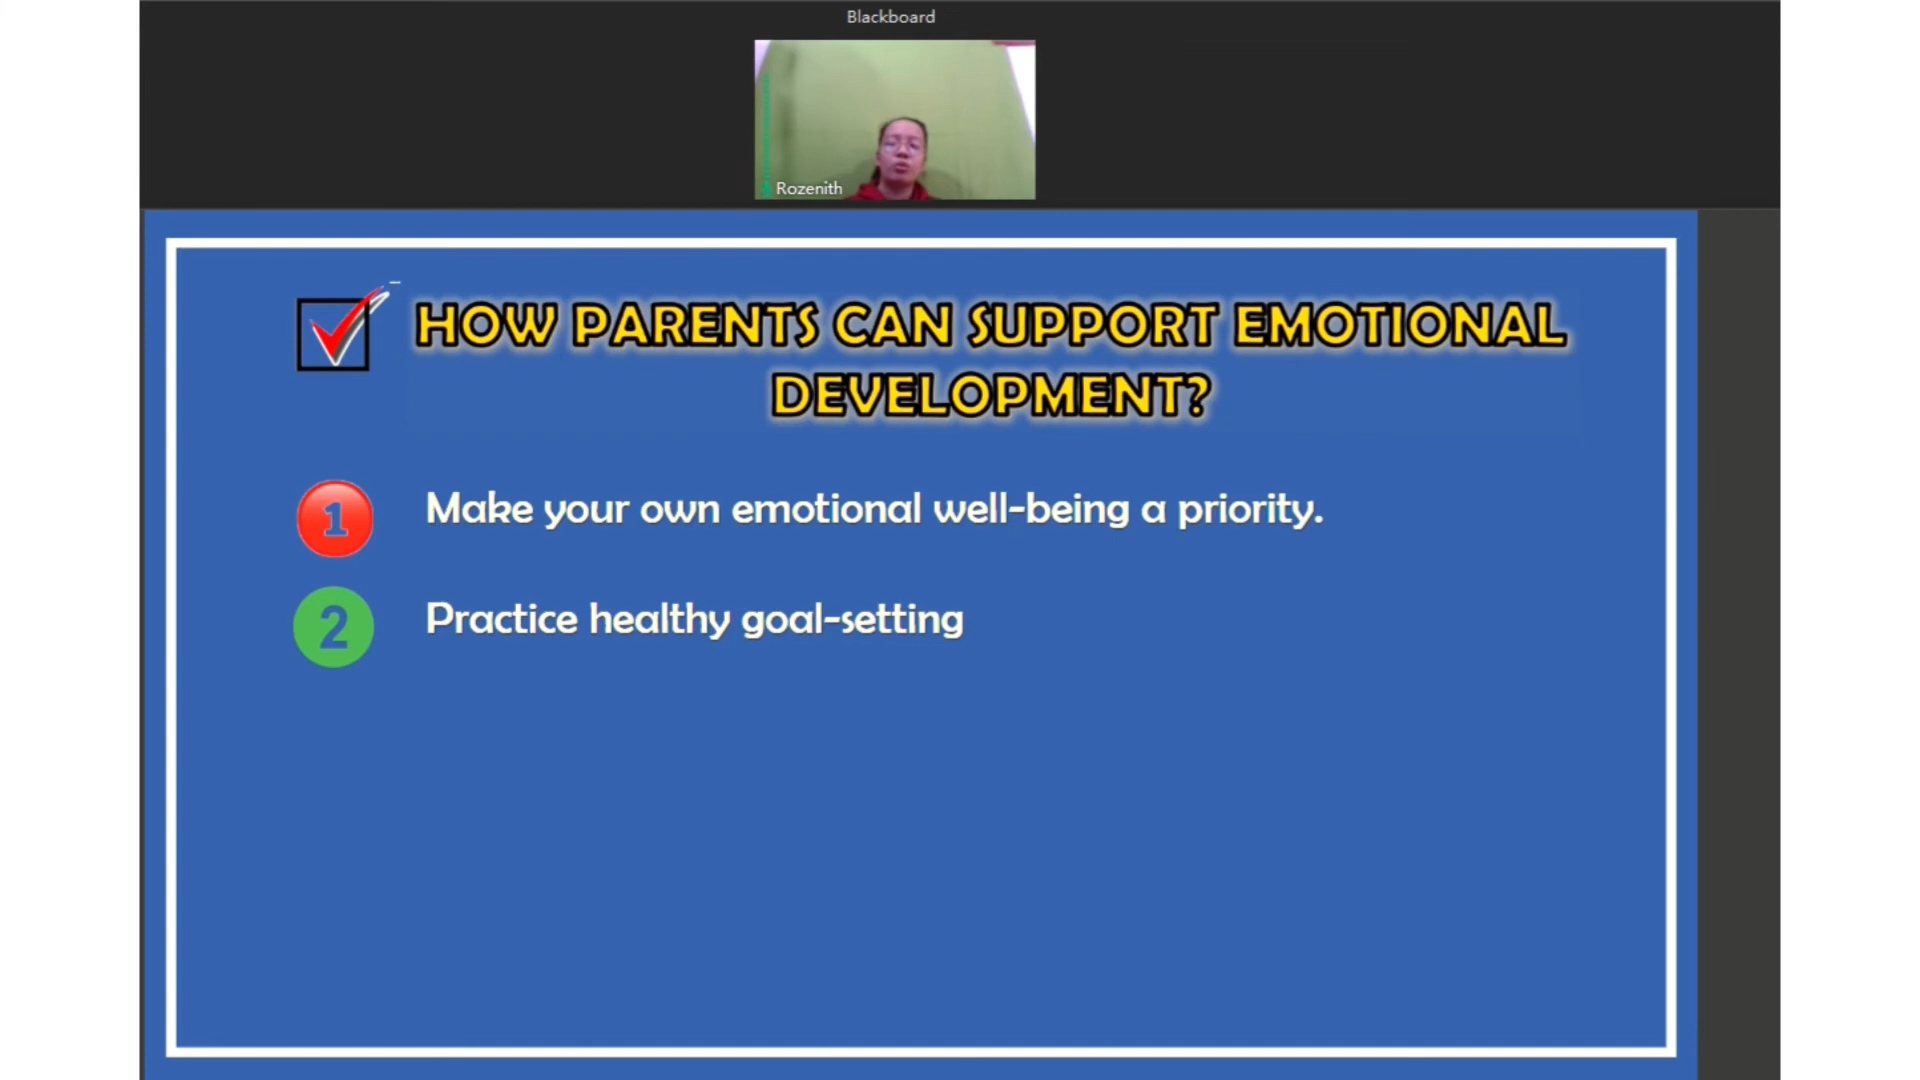 Blackboard
Rozenith
HOW PARENTS CAN SUPPORT EMOTIONAL
DEVELOPMENT?
1 Make your own emotional well-being a priority.
2 Practice healthy goal-setting